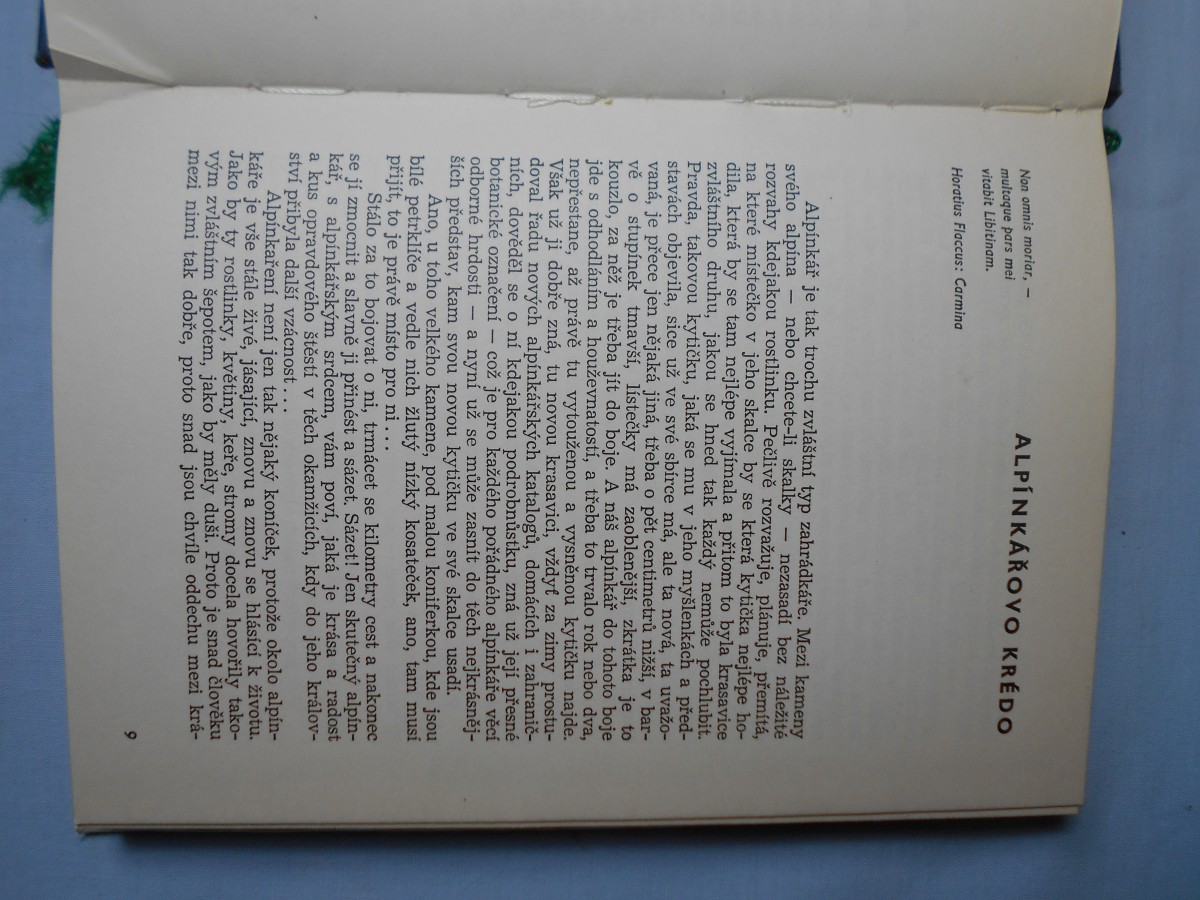 ALPÍNKÁŘOVO KRÉDO
Non omnis moriar, —
multaque pars mei
vitabit Libitinam.
Horatius Flaccus: Carmina
Alpínkář je tak trochu zvláštní typ zahrádkáře. Mezi kameny
svého alpína — nebo chcete-li skalky — nezasadí bez náležité
rozvahy kdejakou rostlinku. Pečlivě rozvažuje, plánuje, přemítá,
na které místečko v jeho skalce by se která kytička nejlépe ho-
dila, která by se tam nejlépe vyjímala a přitom to byla krasavice
zvláštního druhu, jakou se hned tak každý nemůže pochlubit.
Pravda, takovou kytičku, jaká se mu v jeho myšlenkách a před-
stavách objevila, sice už ve své sbírce má, ale ta nová, ta uvažo-
vaná, je přece jen nějaká jiná, třeba o pět centimetrů nižší, v bar-
vě o stupínek tmavší, lístečky má zaoblenější, zkrátka je to
kouzlo, za něž je třeba jít do boje. A náš alpínkář do tohoto boje
jde s odhodláním a houževnatostí, a třeba to trvalo rok nebo dva,
nepřestane, až právě tu vytouženou a vysněnou kytičku najde.
Však už ji dobře zná, tu novou krasavici, vždyť za zimy prostu-
doval řadu nových alpínkářských katalogů, domácích i zahranič-
ních, dověděl se o ní kdejakou podrobnůstku, zná už její přesné
botanické označení — což je pro každého pořádného alpínkáře věcí
odborné hrdosti — a nyní už se může zasnít do těch nejkrásněj-
ších představ, kam svou novou kytičku ve své skalce usadí.
Ano, u toho velkého kamene, pod malou koniferkou, kde jsou
bílé petrklíče a vedle nich žlutý nízký kosateček, ano, tam musí
přijít, to je právě místo pro ni...
Stálo za to bojovat o ni, trmácet se kilometry cest a nakonec
se jí zmocnit a slavně ji přinést a sázet. Sázet! Jen skutečný alpín-
kář, s alpínkářským srdcem, vám poví, jaká je krása a radost
a kus opravdového štěstí v těch okamžicích, kdy do jeho králov-
ství přibyla další vzácnost...
Alpínkaření není jen tak nějaký koníček, protože okolo alpín-
káře je vše stále živé, jásající, znovu a znovu se hlásící k životu.
Jako by ty rostlinky, květiny, keře, stromy docela hovořily tako-
vým zvláštním šepotem, jako by měly duši. Proto je snad člověku
mezi nimi tak dobře, proto snad jsou chvíle oddechu mezi krá-
9